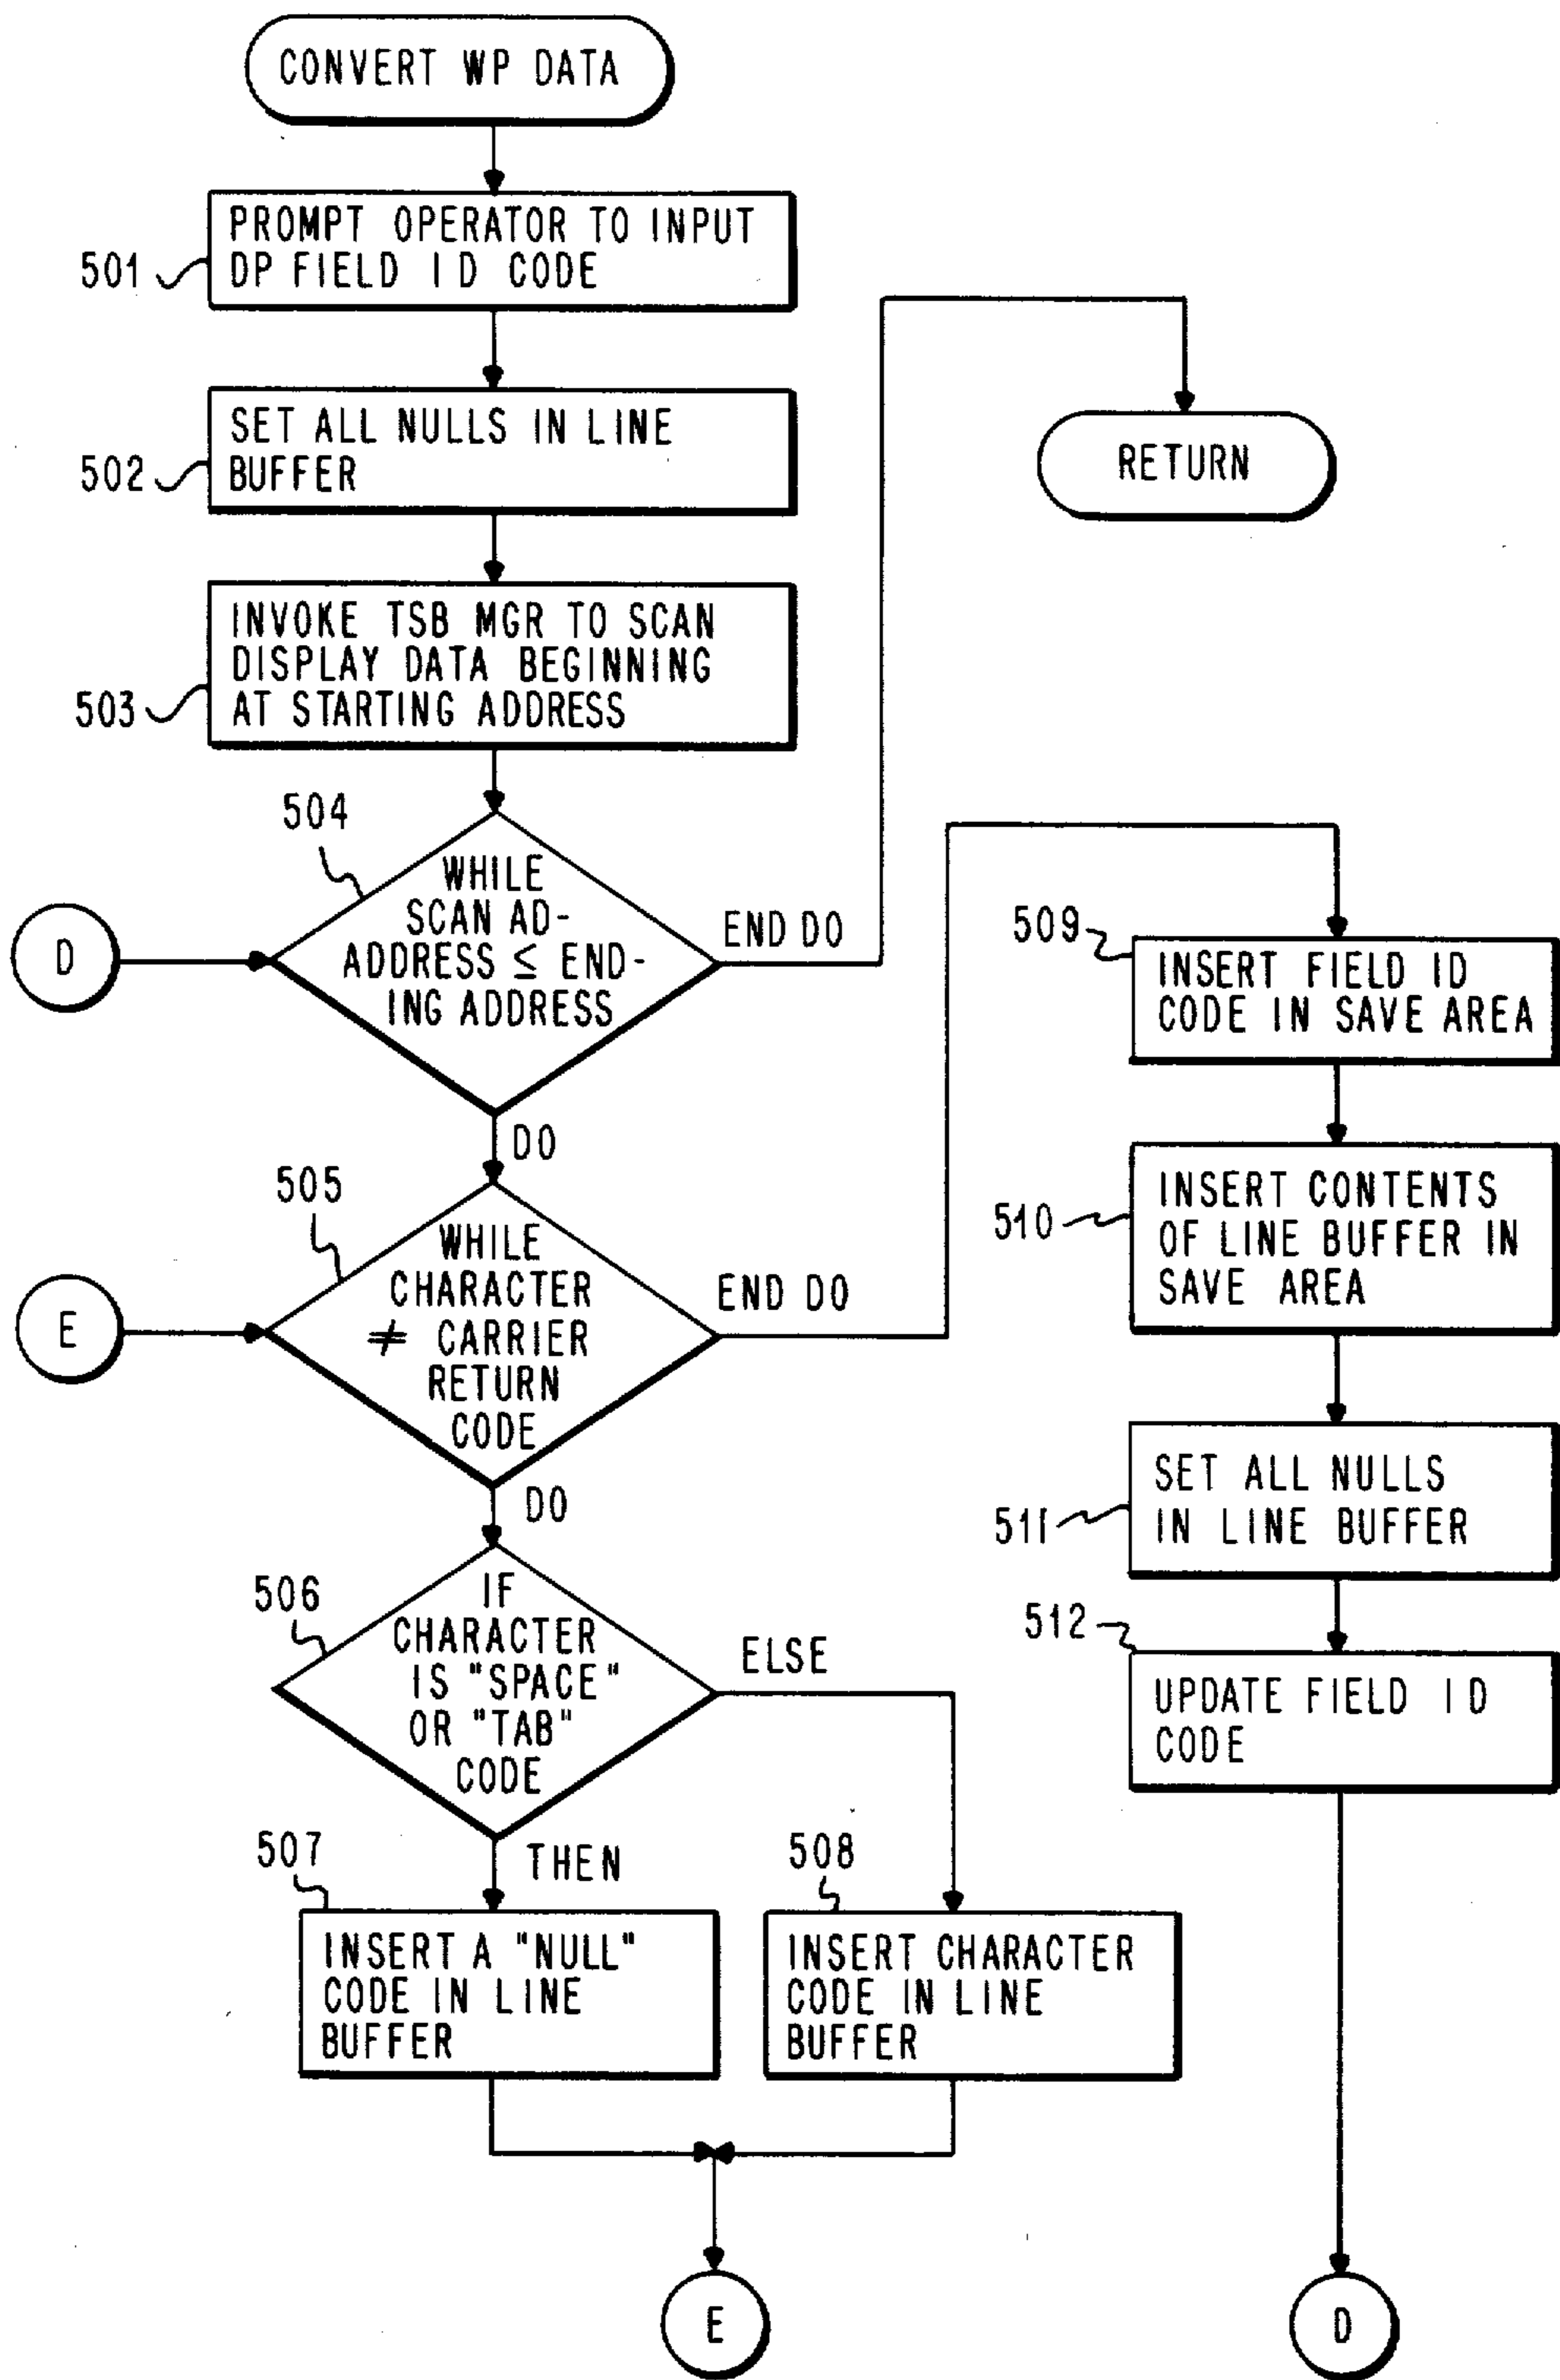 CONVERT WP DATA
501
PROMPT OPERATOR TO INPUT
DP FIELD ID CODE
502
SET ALL NULLS IN LINE
BUFFER
RETURN
503
INVOKE TSB MGR TO SCAN
DISPLAY DATA BEGINNING
AT STARTING ADDRESS
504
D
WHILE
SCAN AD-
ADDRESS ≤ END-
ING ADDRESS
END DO
DO
505
E
WHILE
CHARACTER
≠ CARRIER
RETURN
CODE
END DO
DO
506
IF
CHARACTER
IS "SPACE"
OR "TAB"
CODE
ELSE
THEN
507
INSERT A "NULL"
CODE IN LINE
BUFFER
508
INSERT CHARACTER
CODE IN LINE
BUFFER
E
509
INSERT FIELD ID
CODE IN SAVE AREA
510
INSERT CONTENTS
OF LINE BUFFER IN
SAVE AREA
511
SET ALL NULLS
IN LINE BUFFER
512
UPDATE FIELD ID
CODE
D